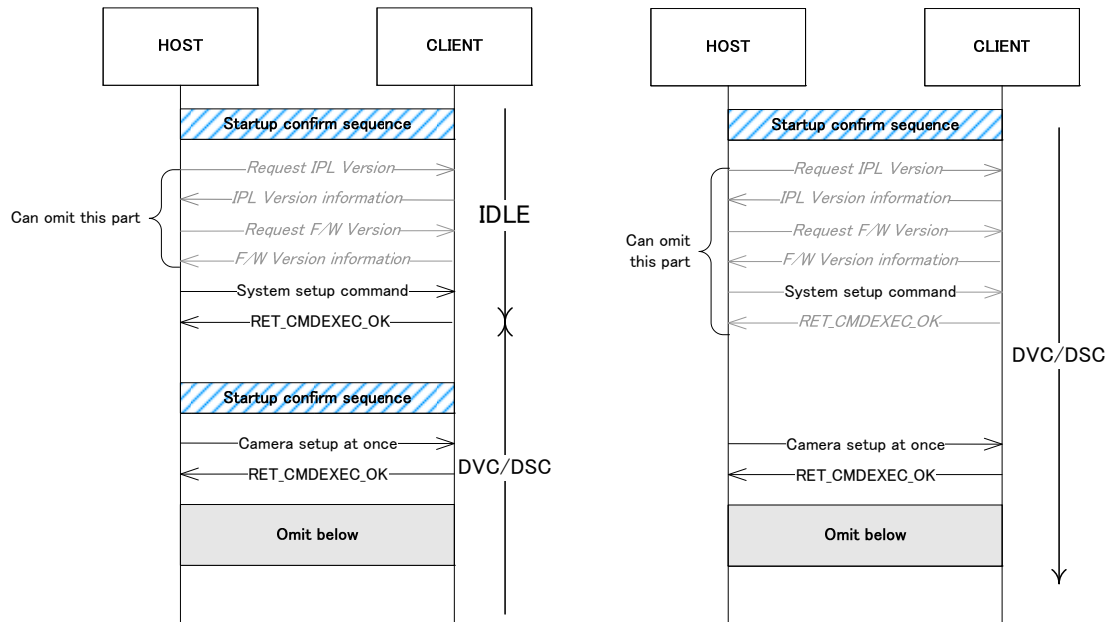 HOST
CLIENT
Startup confirm sequence
Request IPL Version
IPL Version information
Can omit this part
Request F/W Version
F/W Version information
IDLE
System setup command
RET_CMDEXEC_OK
Startup confirm sequence
Camera setup at once
RET_CMDEXEC_OK
DVC/DSC
Omit below
HOST
CLIENT
Startup confirm sequence
Request IPL Version
IPL Version information
Can omit
this part
Request F/W Version
F/W Version information
System setup command
RET_CMDEXEC_OK
DVC/DSC
Camera setup at once
RET_CMDEXEC_OK
Omit below